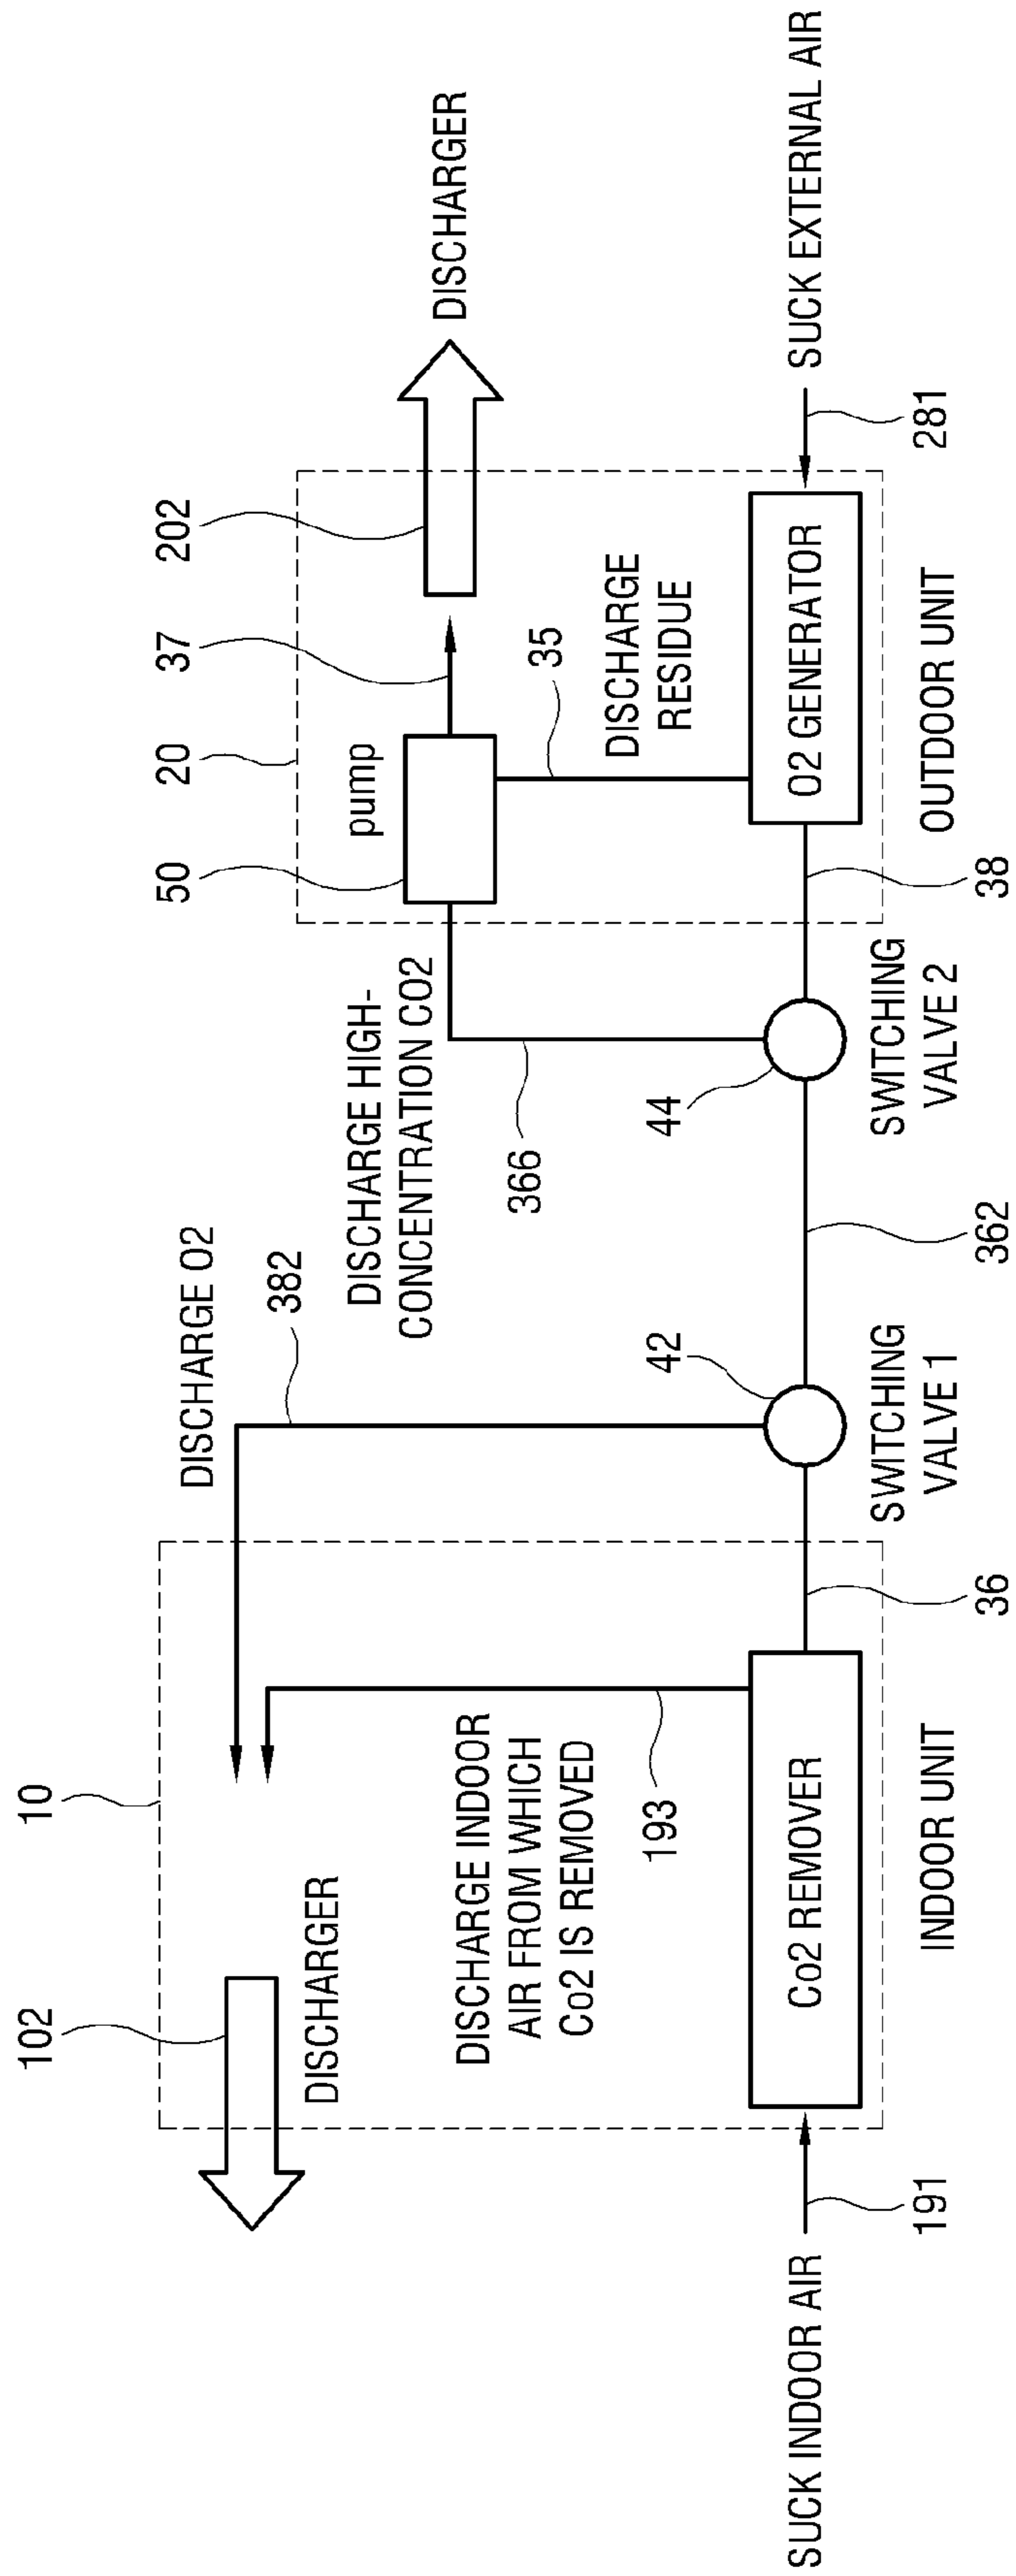 10
102
DISCHARGER
DISCHARGE INDOOR
AIR FROM WHICH
Co2 IS REMOVED
193
Co2 REMOVER
INDOOR UNIT
SUCK INDOOR AIR
191
36
DISCHARGE O2
382
42
SWITCHING
VALVE 1
362
DISCHARGE HIGH-
CONCENTRATION CO2
366
44
SWITCHING
VALVE 2
38
50
pump
20
37
202
DISCHARGER
35
DISCHARGE
RESIDUE
O2 GENERATOR
OUTDOOR UNIT
281
SUCK EXTERNAL AIR